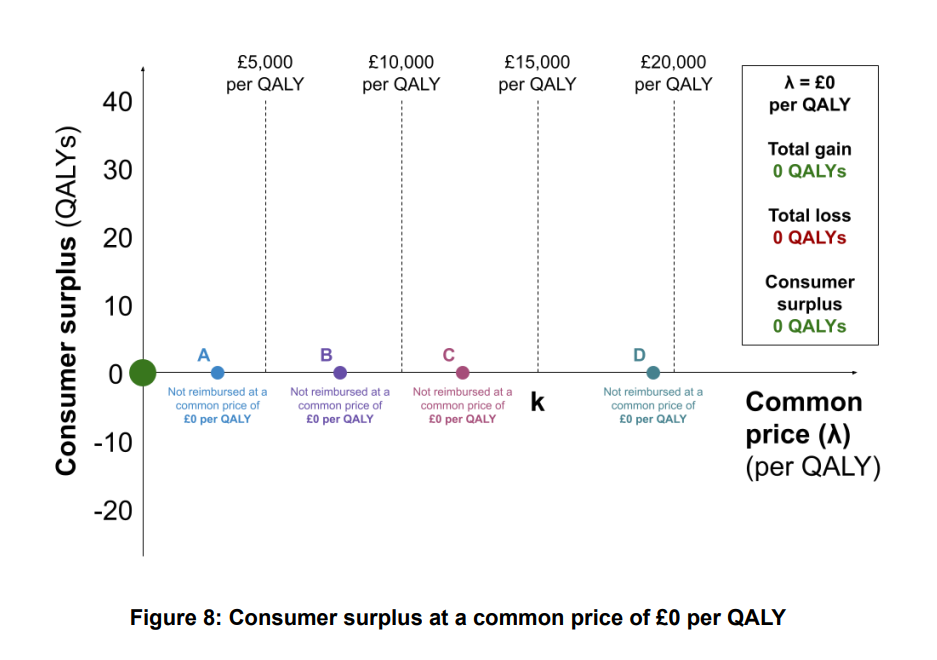 £5,000
per QALY
£10,000
per QALY
£15,000
per QALY
£20,000
per QALY
λ = £0
per QALY
Total gain
0 QALYs
Total loss
0 QALYs
Consumer
surplus
0 QALYs
Consumer surplus (QALYs)
40
30
20
10
0
-10
-20
A
Not reimbursed at a
common price of
£0 per QALY
B
Not reimbursed at a
common price of
£0 per QALY
C
Not reimbursed at a
common price of
£0 per QALY
k
D
Not reimbursed at a
common price of
£0 per QALY
Common
price (λ)
(per QALY)
Figure 8: Consumer surplus at a common price of £0 per QALY